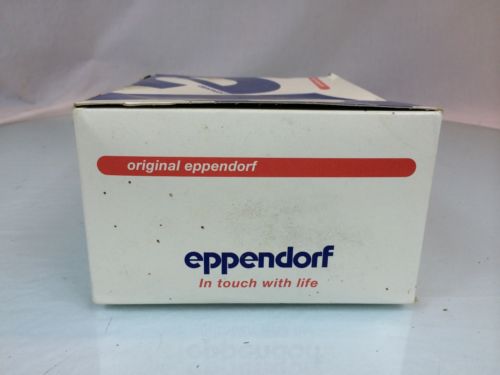 original eppendorf
eppendorf
In touch with life